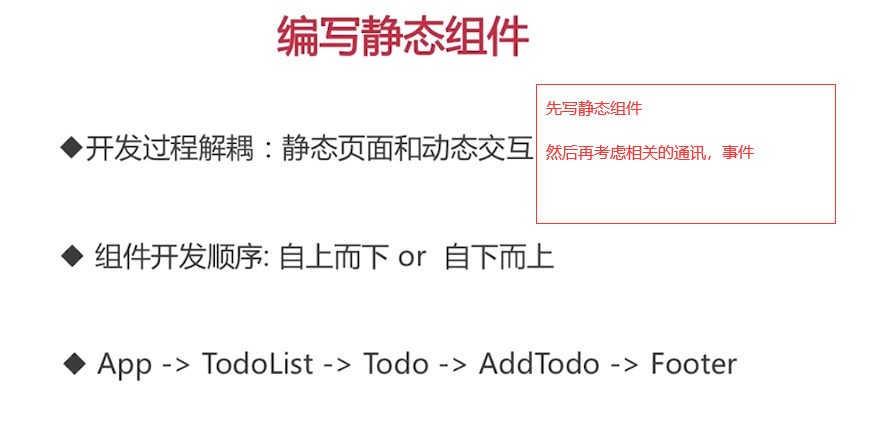 编写静态组件
◆开发过程解耦：静态页面和动态交互
先写静态组件
然后再考虑相关的通讯，事件
◆ 组件开发顺序: 自上而下 or 自下而上
◆ App -> TodoList -> Todo -> AddTodo -> Footer